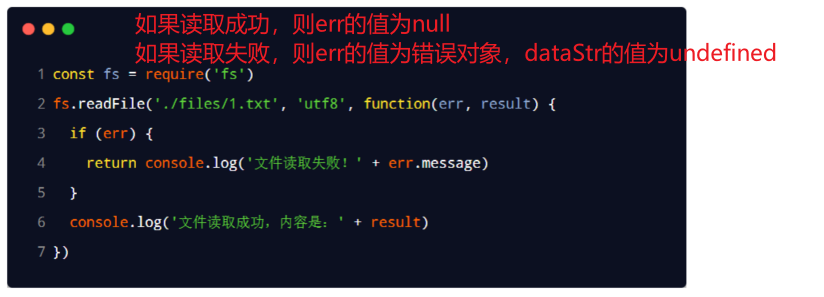 如果读取成功，则err的值为null
如果读取失败，则err的值为错误对象，dataStr的值为undefined
1 const fs = require('fs')
2 fs.readFile('./files/1.txt', 'utf8', function(err, result) {
3   if (err) {
4     return console.log('文件读取失败！' + err.message)
5   }
6   console.log('文件读取成功，内容是：' + result)
7 })